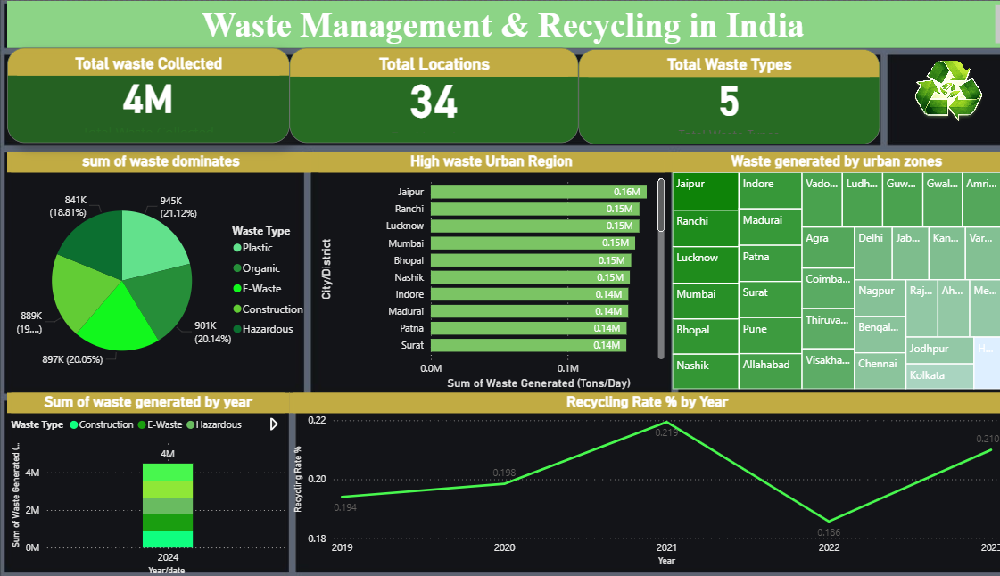 Waste Management & Recycling in India
Total waste Collected
4M
Total Locations
34
Total Waste Types
5
sum of waste dominates
841K
(18.81%)
945K
(21.12%)
889K
(19....)
901K
(20.14%)
897K (20.05%)
Waste Type
Plastic
Organic
E-Waste
Construction
Hazardous
High waste Urban Region
City/District
Jaipur 0.16M
Ranchi 0.15M
Lucknow 0.15M
Mumbai 0.15M
Bhopal 0.15M
Nashik 0.15M
Indore 0.14M
Madurai 0.14M
Patna 0.14M
Surat 0.14M
0.0M 0.1M
Sum of Waste Generated (Tons/Day)
Waste generated by urban zones
Jaipur
Ranchi
Lucknow
Mumbai
Bhopal
Nashik
Indore
Madurai
Patna
Surat
Pune
Allahabad
Vado...
Ludh...
Guw...
Gwal...
Amri...
Agra
Coimba...
Thiruva...
Visakha...
Delhi
Jab...
Kan...
Var...
Nagpur
Bengal...
Chennai
Raj...
Ah...
Me...
Jodhpur
Kolkata
H...
Sum of waste generated by year
Waste Type Construction E-Waste Hazardous
Sum of Waste Generated (...
4M
4M
2M
0M
2024
Year/date
Recycling Rate % by Year
Recycling Rate %
0.22
0.20
0.18
0.194
0.198
0.219
0.186
0.210
2019 2020 2021 2022 2023
Year